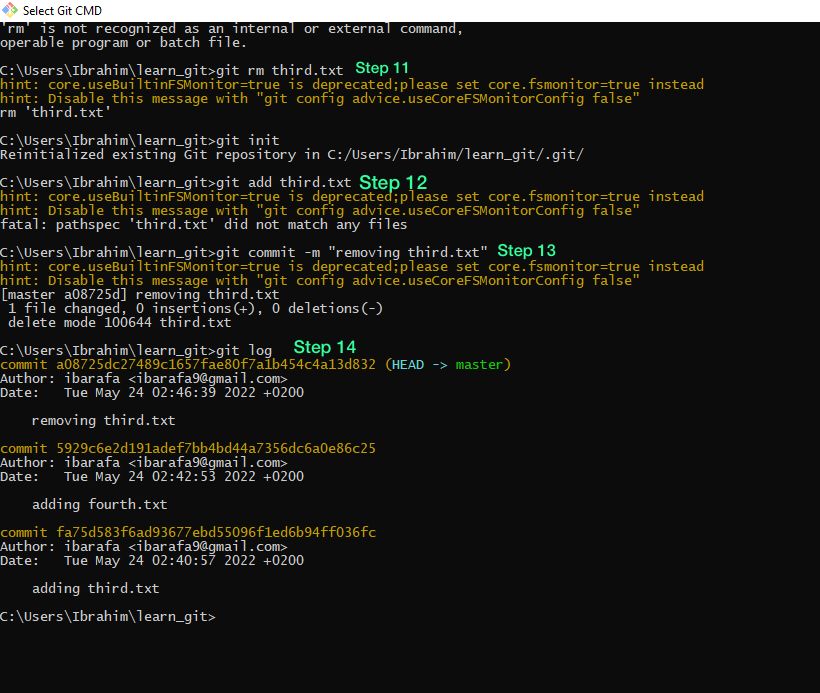 Select Git CMD
'rm' is not recognized as an internal or external command,
operable program or batch file.
C:\Users\Ibrahim\learn_git>git rm third.txt Step 11
hint: core.useBuiltinFSMonitor=true is deprecated;please set core.fsmonitor=true instead
hint: Disable this message with "git config advice.useCoreFSMonitorConfig false"
rm 'third.txt'
C:\Users\Ibrahim\learn_git>git init
Reinitialized existing Git repository in C:/Users/Ibrahim/learn_git/.git/
C:\Users\Ibrahim\learn_git>git add third.txt Step 12
hint: core.useBuiltinFSMonitor=true is deprecated;please set core.fsmonitor=true instead
hint: Disable this message with "git config advice.useCoreFSMonitorConfig false"
fatal: pathspec 'third.txt' did not match any files
C:\Users\Ibrahim\learn_git>git commit -m "removing third.txt" Step 13
hint: core.useBuiltinFSMonitor=true is deprecated;please set core.fsmonitor=true instead
hint: Disable this message with "git config advice.useCoreFSMonitorConfig false"
[master a08725d] removing third.txt
1 file changed, 0 insertions(+), 0 deletions(-)
delete mode 100644 third.txt
C:\Users\Ibrahim\learn_git>git log Step 14
commit a08725dc27489c1657fae80f7a1b454c4a13d832 (HEAD -> master)
Author: ibarafa <ibarafa9@gmail.com>
Date: Tue May 24 02:46:39 2022 +0200
removing third.txt
commit 5929c6e2d191adef7bb4bd44a7356dc6a0e86c25
Author: ibarafa <ibarafa9@gmail.com>
Date: Tue May 24 02:42:53 2022 +0200
adding fourth.txt
commit fa75d583f6ad93677ebd55096f1ed6b94ff036fc
Author: ibarafa <ibarafa9@gmail.com>
Date: Tue May 24 02:40:57 2022 +0200
adding third.txt
C:\Users\Ibrahim\learn_git>